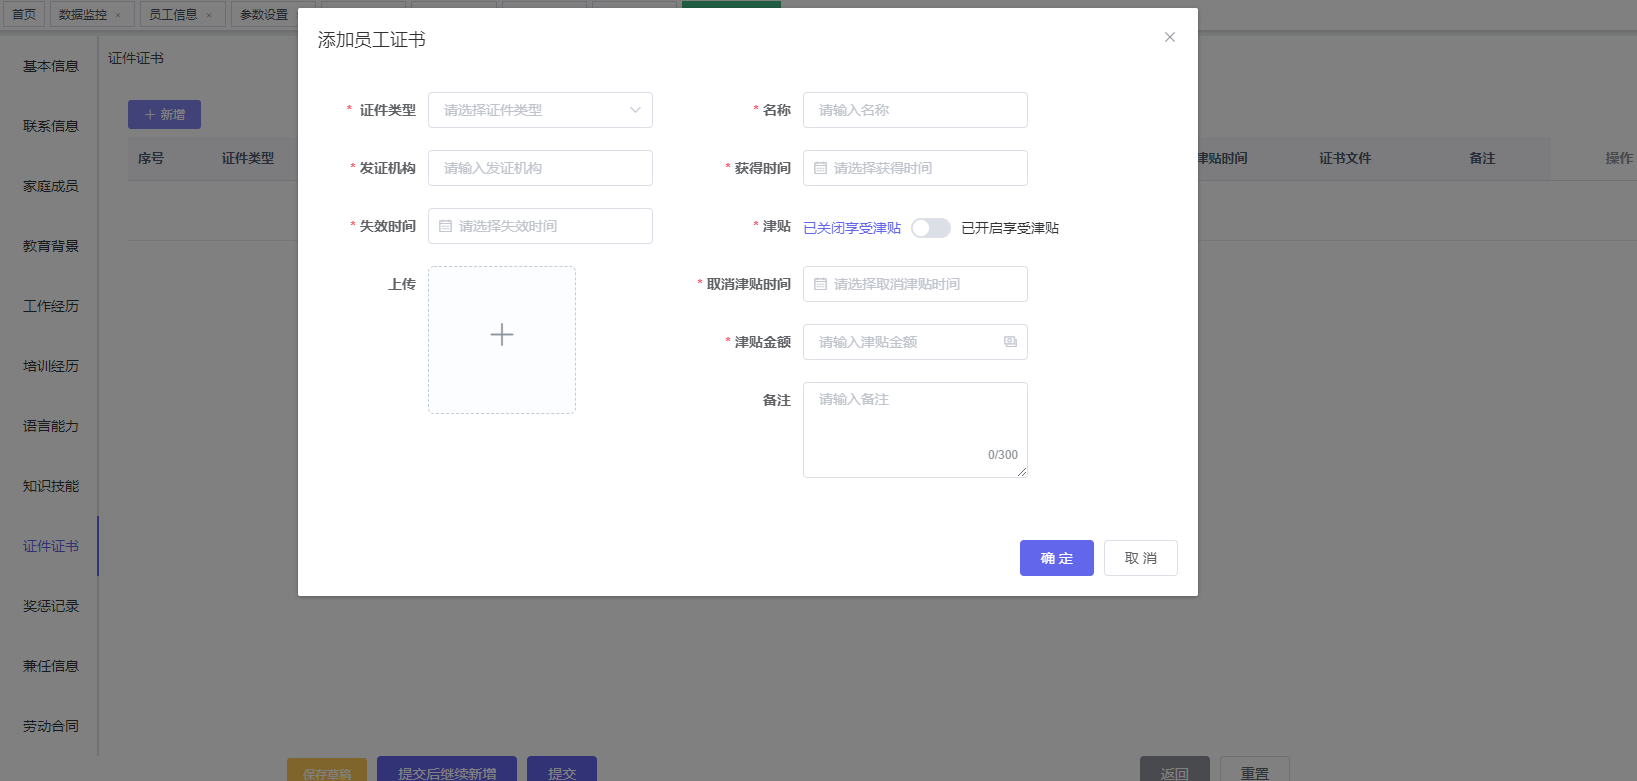 首页 数据监控 × 员工信息 × 参数设置
添加员工证书 ×
基本信息
联系信息
家庭成员
教育背景
工作经历
培训经历
语言能力
知识技能
证件证书
奖惩记录
兼任信息
劳动合同
证件证书
+ 新增
序号 证件类型 津贴时间 证书文件 备注 操作
* 证件类型 请选择证件类型 * 名称 请输入名称
* 发证机构 请输入发证机构 * 获得时间 请选择获得时间
* 失效时间 请选择失效时间 * 津贴 已关闭享受津贴 已开启享受津贴
上传 * 取消津贴时间 请选择取消津贴时间
* 津贴金额 请输入津贴金额
备注 请输入备注
0/300
确 定 取 消
保存草稿 提交后继续新增 提交 返回 重置